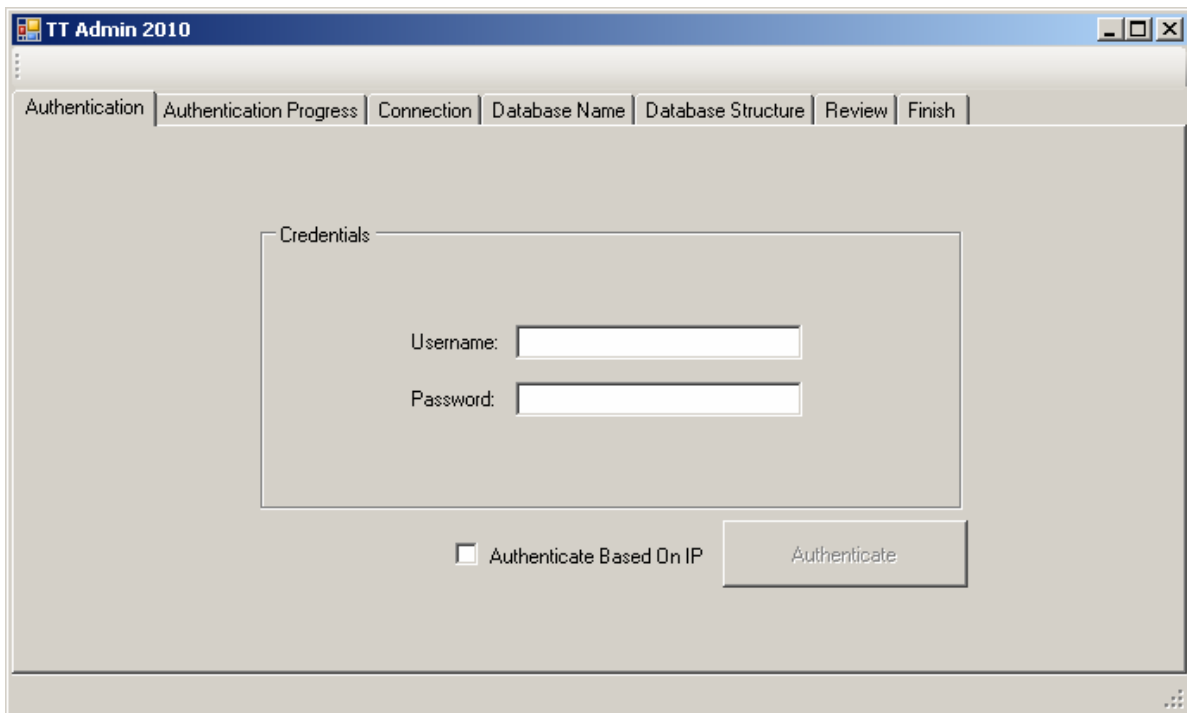 TT Admin 2010
Authentication Authentication Progress Connection Database Name Database Structure Review Finish
Credentials
Username:
Password:
Authenticate Based On IP Authenticate